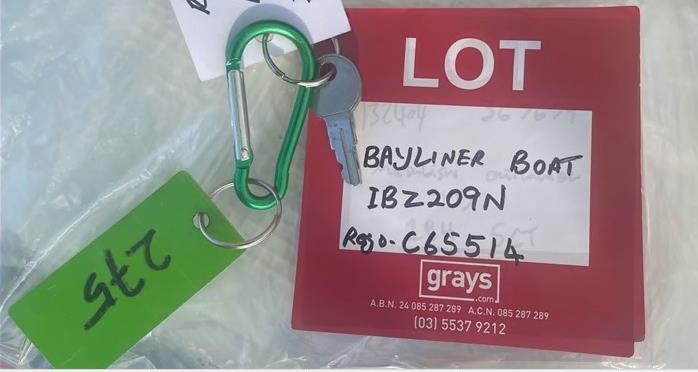 LOT
BAYLINER BOAT
IBZ209N
Rego. C65514
grays
.com
A.B.N. 24 085 287 289 A.C.N. 085 287 289
(03) 5537 9212
275